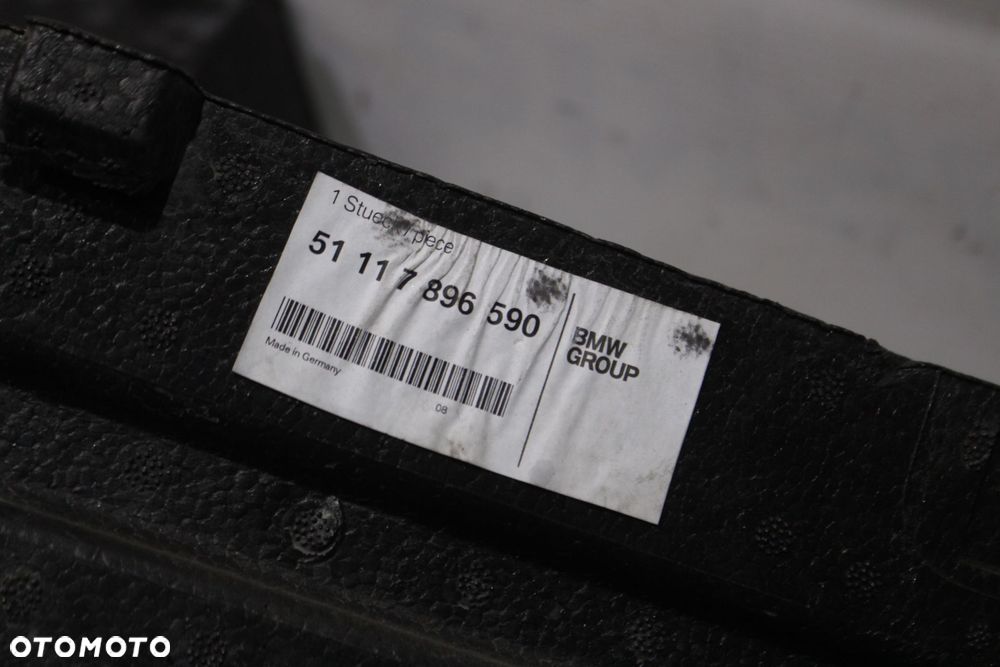 1 Stueck / piece
51 11 7 896 590
Made in Germany
08
BMW
GROUP
OTOMOTO